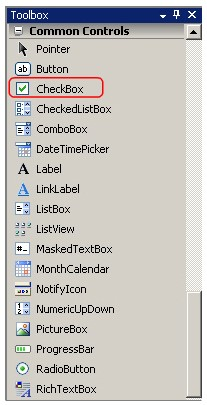 Toolbox
Common Controls
Pointer
Button
CheckBox
CheckedListBox
ComboBox
DateTimePicker
Label
LinkLabel
ListBox
ListView
MaskedTextBox
MonthCalendar
NotifyIcon
NumericUpDown
PictureBox
ProgressBar
RadioButton
RichTextBox